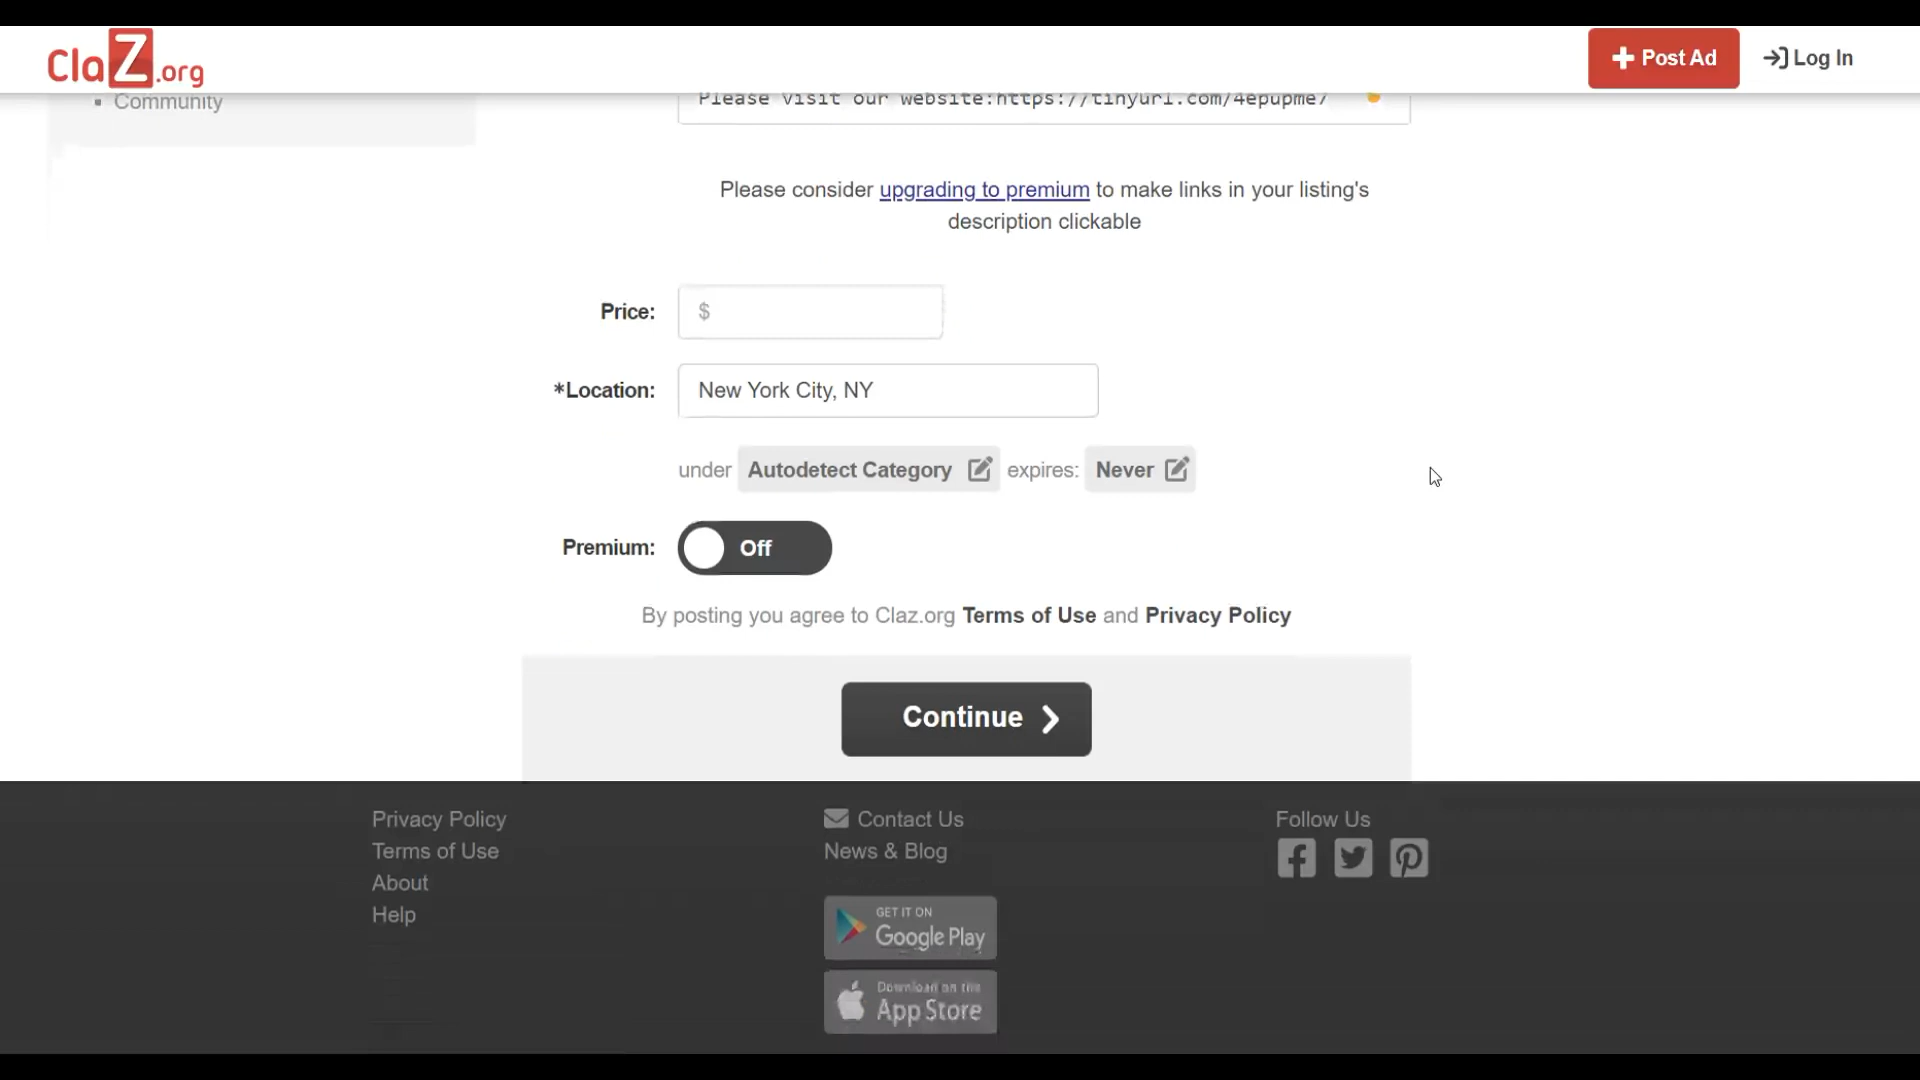 ClaZ.org
Post Ad
Log In
Community
Please visit our website:https://tinyurl.com/4epupme7
Please consider upgrading to premium to make links in your listing's
description clickable
Price:
$
*Location:
New York City, NY
under Autodetect Category expires: Never
Premium:
Off
By posting you agree to Claz.org Terms of Use and Privacy Policy
Continue
Privacy Policy
Terms of Use
About
Help
Contact Us
News & Blog
GET IT ON
Google Play
Download on the
App Store
Follow Us